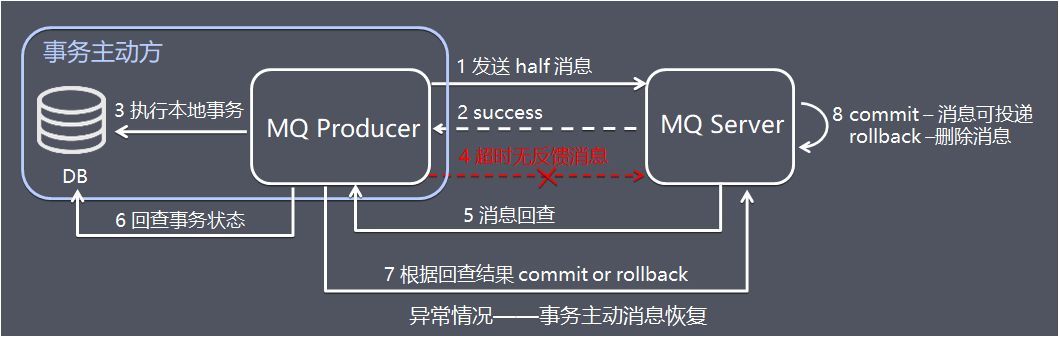 事务主动方
1 发送 half 消息
3 执行本地事务
MQ Producer
2 success
MQ Server
8 commit – 消息可投递
rollback –删除消息
4 超时无反馈消息
DB
6 回查事务状态
5 消息回查
7 根据回查结果 commit or rollback
异常情况——事务主动消息恢复